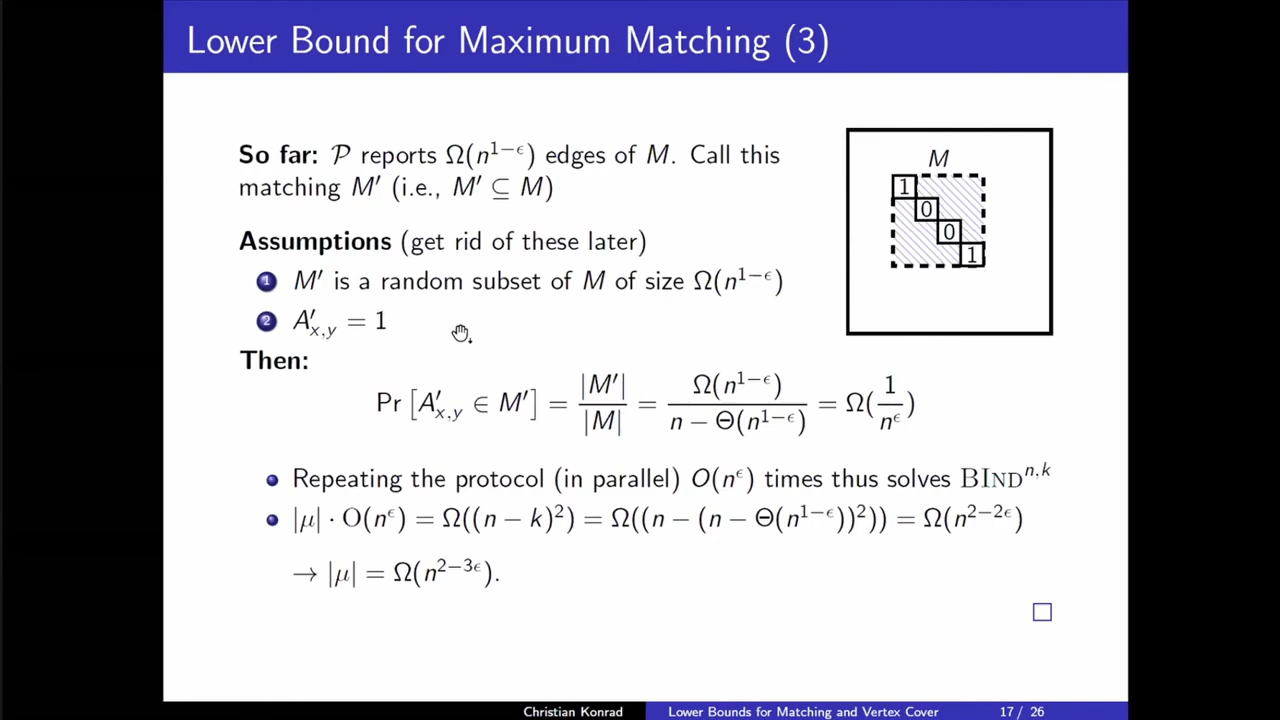 Lower Bound for Maximum Matching (3)
So far: 𝒫 reports Ω(n^{1−ϵ}) edges of M. Call this
matching M′ (i.e., M′ ⊆ M)
Assumptions (get rid of these later)
1 M′ is a random subset of M of size Ω(n^{1−ϵ})
2 A′_{x,y} = 1
Then:
Pr [A′_{x,y} ∈ M′] = |M′| / |M| = Ω(n^{1−ϵ}) / (n − Θ(n^{1−ϵ})) = Ω(1/n^ϵ)
Repeating the protocol (in parallel) O(n^ϵ) times thus solves BIND^{n,k}
|μ| · O(n^ϵ) = Ω((n − k)^2) = Ω((n − (n − Θ(n^{1−ϵ}))^2)) = Ω(n^{2−2ϵ})
→ |μ| = Ω(n^{2−3ϵ}).
M
1
0
0
1
Christian Konrad
Lower Bounds for Matching and Vertex Cover
17 / 26